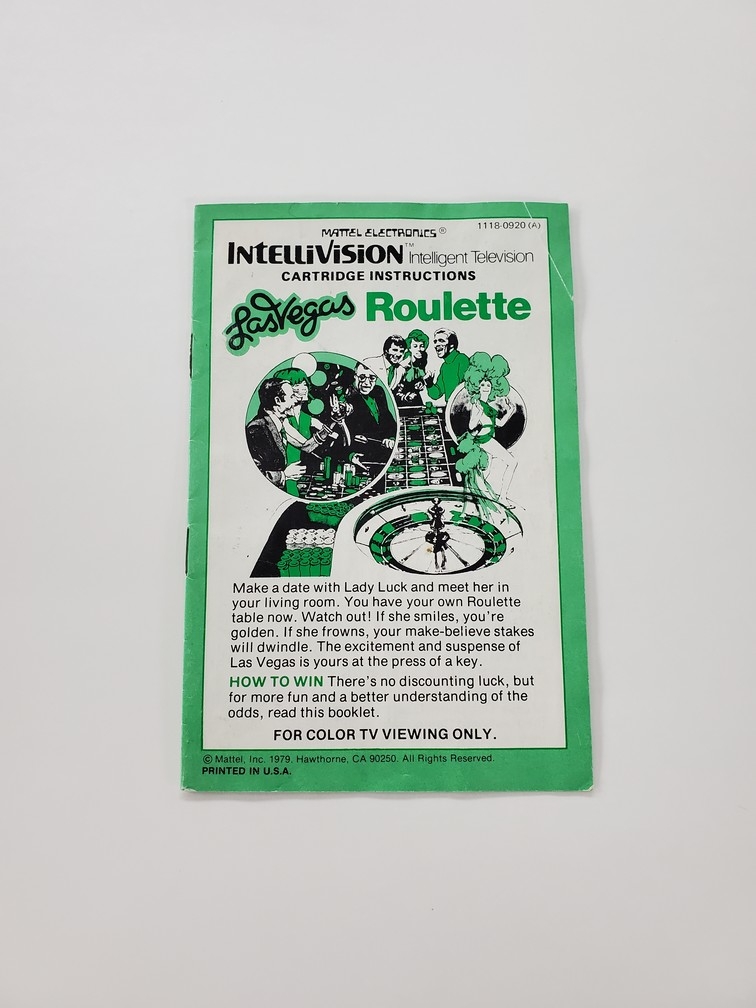 1118-0920 (A)
MATTEL ELECTRONICS®
INTELLIVISION™ Intelligent Television
CARTRIDGE INSTRUCTIONS
Las Vegas Roulette
Make a date with Lady Luck and meet her in
your living room. You have your own Roulette
table now. Watch out! If she smiles, you're
golden. If she frowns, your make-believe stakes
will dwindle. The excitement and suspense of
Las Vegas is yours at the press of a key.
HOW TO WIN There's no discounting luck, but
for more fun and a better understanding of the
odds, read this booklet.
FOR COLOR TV VIEWING ONLY.
© Mattel, Inc. 1979. Hawthorne, CA 90250. All Rights Reserved.
PRINTED IN U.S.A.